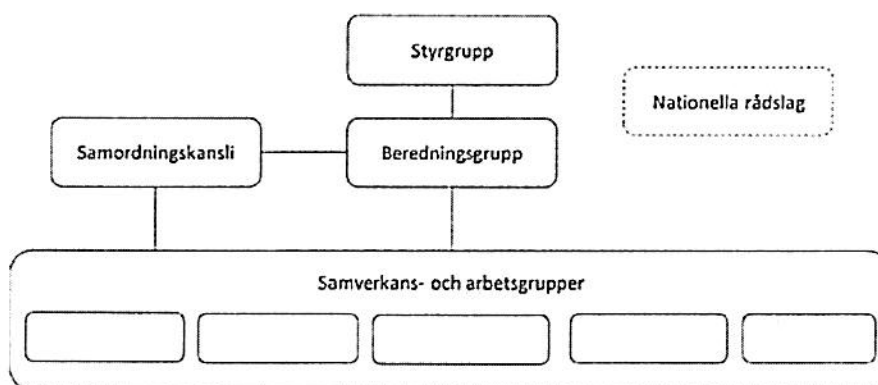 Styrgrupp
Nationella rådslag
Samordningskansli
Beredningsgrupp
Samverkans- och arbetsgrupper